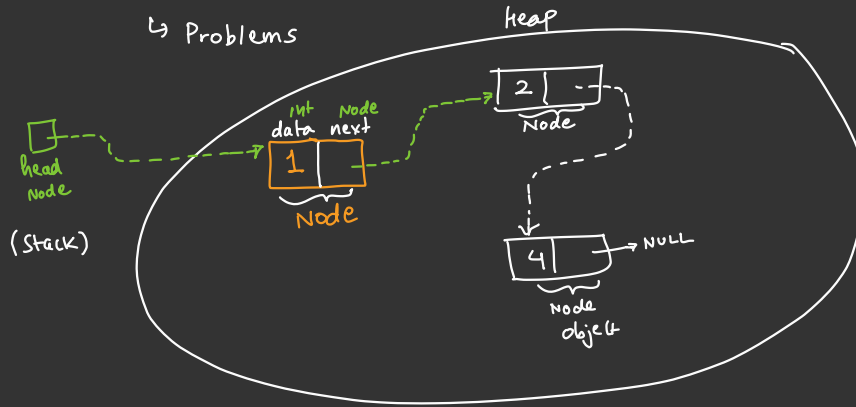 ↳ Problems
Heap
int Node
data next
1
Node
2
Node
head
Node
(Stack)
4
NULL
Node
object